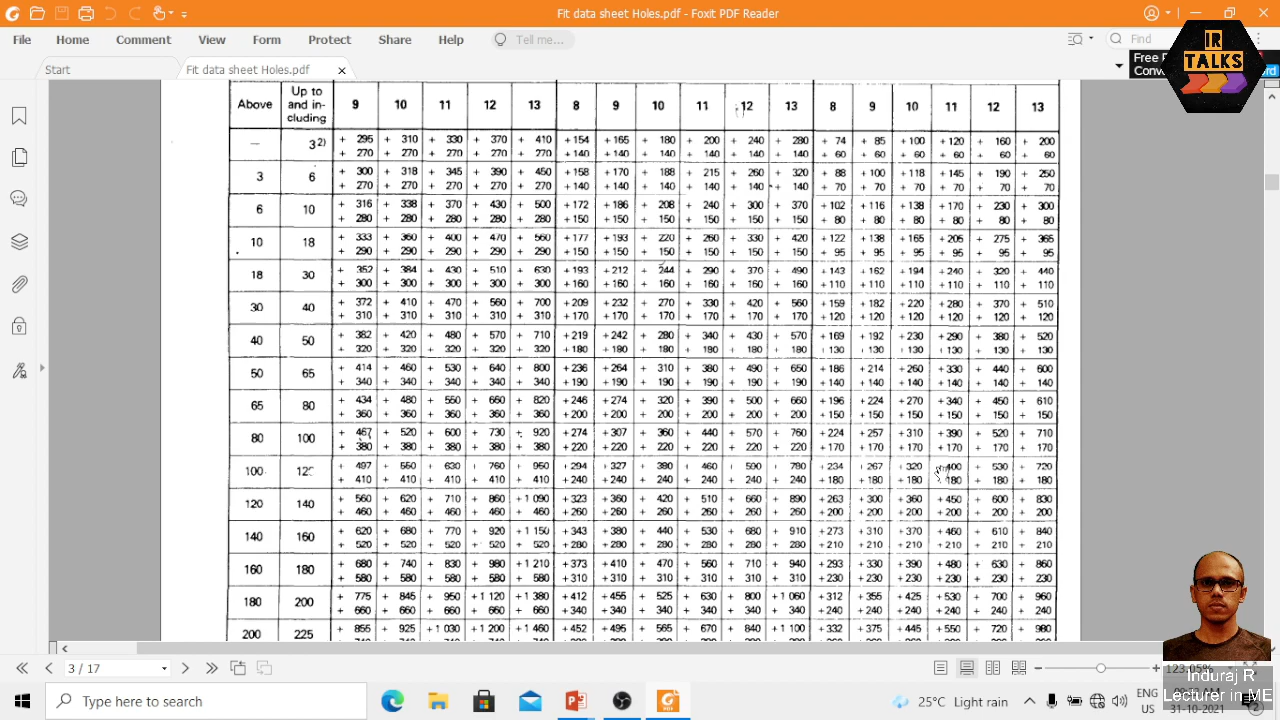 Fit data sheet Holes.pdf - Foxit PDF Reader
File Home Comment View Form Protect Share Help Tell me... Find
Start Fit data sheet Holes.pdf
IR
TALKS
Above Up to and in-cluding 9 10 11 12 13 8 9 10 11 12 13 8 9 10 11 12 13
— 3 2) + 295 + 310 + 330 + 370 + 410 +154 +165 + 180 + 200 + 240 + 280 + 74 + 85 +100 +120 + 160 + 200
+ 270 + 270 + 270 + 270 + 270 +140 +140 + 140 + 140 + 140 + 140 + 60 + 60 + 60 + 60 + 60 + 60
3 6 + 300 + 318 + 345 + 390 + 450 +158 +170 + 188 + 215 + 260 + 320 + 88 +100 +118 +145 + 190 + 250
+ 270 + 270 + 270 + 270 + 270 +140 +140 + 140 + 140 + 140 + 140 + 70 + 70 + 70 + 70 + 70 + 70
6 10 + 316 + 338 + 370 + 430 + 500 +172 +186 + 208 + 240 + 300 + 370 +102 +116 +138 +170 + 230 + 300
+ 280 + 280 + 280 + 280 + 280 +150 +150 + 150 + 150 + 150 + 150 + 80 + 80 + 80 + 80 + 80 + 80
10 18 + 333 + 360 + 400 + 470 + 560 +177 +193 + 220 + 260 + 330 + 420 +122 +138 +165 +205 + 275 + 365
+ 290 + 290 + 290 + 290 + 290 +150 +150 + 150 + 150 + 150 + 150 + 95 + 95 + 95 + 95 + 95 + 95
18 30 + 352 + 384 + 430 + 510 + 630 +193 +212 + 244 + 290 + 370 + 490 +143 +162 +194 +240 + 320 + 440
+ 300 + 300 + 300 + 300 + 300 +160 +160 + 160 + 160 + 160 + 160 +110 +110 +110 +110 + 110 + 110
30 40 + 372 + 410 + 470 + 560 + 700 +209 +232 + 270 + 330 + 420 + 560 +159 +182 +220 +280 + 370 + 510
+ 310 + 310 + 310 + 310 + 310 +170 +170 + 170 + 170 + 170 + 170 +120 +120 +120 +120 + 120 + 120
40 50 + 382 + 420 + 480 + 570 + 710 +219 +242 + 280 + 340 + 430 + 570 +169 +192 +230 +290 + 380 + 520
+ 320 + 320 + 320 + 320 + 320 +180 +180 + 180 + 180 + 180 + 180 +130 +130 +130 +130 + 130 + 130
50 65 + 414 + 460 + 530 + 640 + 800 +236 +264 + 310 + 380 + 490 + 650 +186 +214 +260 +330 + 440 + 600
+ 340 + 340 + 340 + 340 + 340 +190 +190 + 190 + 190 + 190 + 190 +140 +140 +140 +140 + 140 + 140
65 80 + 434 + 480 + 550 + 660 + 820 +246 +274 + 320 + 390 + 500 + 660 +196 +224 +270 +340 + 450 + 610
+ 360 + 360 + 360 + 360 + 360 +200 +200 + 200 + 200 + 200 + 200 +150 +150 +150 +150 + 150 + 150
80 100 + 467 + 520 + 600 + 730 + 920 +274 +307 + 360 + 440 + 570 + 760 +224 +257 +310 +390 + 520 + 710
+ 380 + 380 + 380 + 380 + 380 +220 +220 + 220 + 220 + 220 + 220 +170 +170 +170 +170 + 170 + 170
100 + 497 + 550 + 630 + 760 + 950 +294 +327 + 380 + 460 + 590 + 780 +234 +267 +320 400 + 530 + 720
+ 410 + 410 + 410 + 410 + 410 +240 +240 + 240 + 240 + 240 + 240 +180 +180 +180 180 + 180 + 180
120 140 + 560 + 620 + 710 + 860 +1 090 +323 +360 + 420 + 510 + 660 + 890 +263 +300 +360 +450 + 600 + 830
+ 460 + 460 + 460 + 460 + 460 +260 +260 + 260 + 260 + 260 + 260 +200 +200 +200 +200 + 200 + 200
140 160 + 620 + 680 + 770 + 920 +1 150 +343 +380 + 440 + 530 + 680 + 910 +273 +310 +370 +460 + 610 + 840
+ 520 + 520 + 520 + 520 + 520 +280 +280 + 280 + 280 + 280 + 280 +210 +210 +210 +210 + 210 + 210
160 180 + 680 + 740 + 830 + 980 +1 210 +373 +410 + 470 + 560 + 710 + 940 +293 +330 +390 +480 + 630 + 860
+ 580 + 580 + 580 + 580 + 580 +310 +310 + 310 + 310 + 310 + 310 +230 +230 +230 +230 + 230 + 230
180 200 + 775 + 845 + 950 +1 120 +1 380 +412 +455 + 525 + 630 + 800 +1 060 +312 +355 +425 +530 + 700 + 960
+ 660 + 660 + 660 + 660 + 660 +340 +340 + 340 + 340 + 340 + 340 +240 +240 +240 +240 + 240 + 240
200 225 + 855 + 925 +1 030 +1 200 +1 460 +452 +495 + 565 + 670 + 840 +1 100 +332 +375 +445 +550 + 720 + 980
3 / 17 123.05%
Induraj R
Lecturer in ME
Type here to search 25°C Light rain ENG
US 31-10-2021